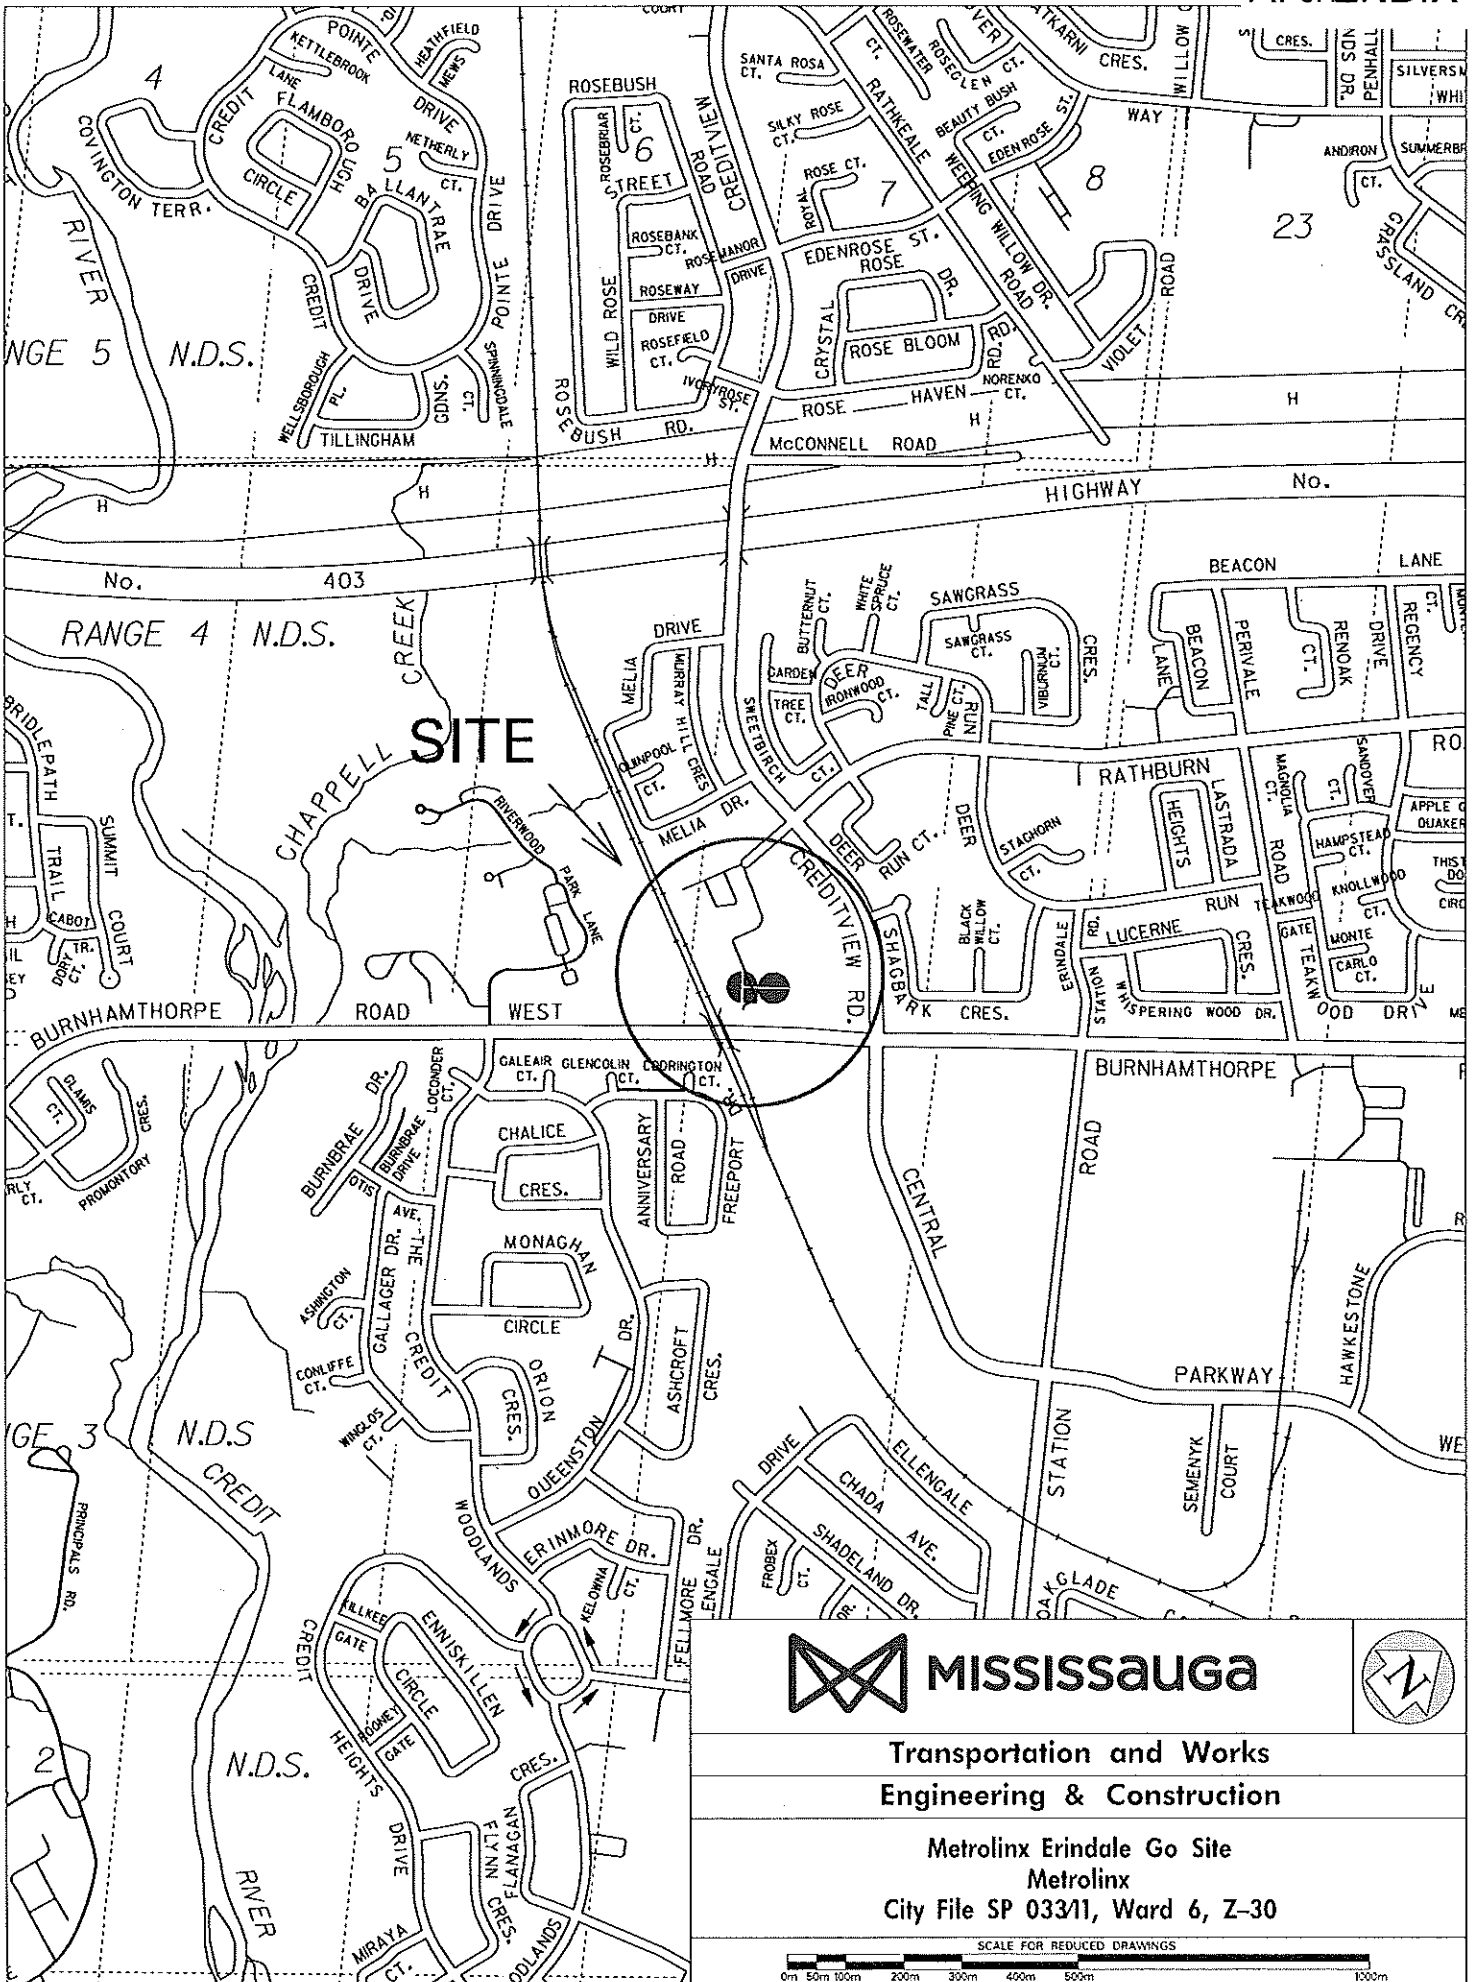 POINTE
HEATHFIELD
MEWS
KETTLEBROOK
LANE
4
CREDIT
FLAMBOROUGH
DRIVE
NETHERLY
CT.
5
COVINGTON TERR.
CIRCLE
BALLANTRAE
DRIVE
POINTE DRIVE
RIVER
CREDIT
N.D.S.
WELLSBOROUGH
PL.
GDNS.
CT.
SPINNINGDALE
TILLINGHAM
COURT
ROSEBUSH
ROSEBRIAR
CT.
6
STREET
ROAD
CREDITVIEW
ROSEBANK
CT.
ROSEMANOR
DRIVE
ROSEWAY
DRIVE
WILD ROSE
ROSEFIELD
CT.
IVORYROSE
ST.
ROSEBUSH RD.
SANTA ROSA
CT.
ROSEWATER
CT.
ROSEGLEN CT.
CRES.
WILLOW
SILKY ROSE
CT.
RATHKEALE
BEAUTY BUSH
CT.
EDENROSE ST.
WAY
ROSE CT.
ROYAL
7
8
WEEPING WILLOW DR.
ROAD
EDENROSE ST.
ROSE
DR.
CRYSTAL
ROSE BLOOM
RD.
RD.
VIOLET
ROAD
ROSE HAVEN
NORENKO
CT.
CRES.
PENHALL
ANDIRON
CT.
23
McCONNELL ROAD
H
H
H
H
H
HIGHWAY No.
No. 403
RANGE 4 N.D.S.
CHAPPELL CREEK
SITE
RIVERWOOD
PARK
LANE
BRIDLEPATH
TRAIL
SUMMIT
COURT
CABOT
TR.
DORY
CT.
MELIA
DRIVE
MURRAY HILL CRES
QUINPOOL
CT.
MELIA DR.
SWEETBIRCH
CT.
GARDEN
TREE
CT.
BUTTERNUT
CT.
WHITE
SPRUCE
CT.
DEER
IRONWOOD
CT.
SAWGRASS
CRES.
SAWGRASS
CT.
VIBURNUM
CT.
TALL
PINE CT.
RUN
BEACON LANE
BEACON
LANE
PERIVALE
RENOAK
CT.
DRIVE
REGENCY
CT.
RATHBURN
HEIGHTS
LASTRADA
MAGNOLIA
CT.
SANDOVER
CT.
HAMPSTEAD
CT.
KNOLLWOOD
CT.
ROAD
DEER
RUN CT.
DEER
STAGHORN
CT.
RUN
TEAKWOOD
GATE
MONTE
CARLO
CT.
TEAKWOOD DRIVE
CREDITVIEW RD.
SHAGBARK CRES.
BLACK
WILLOW
CT.
ERINDALE
STATION
RD.
LUCERNE
CRES.
WHISPERING WOOD DR.
BURNHAMTHORPE ROAD WEST
BURNHAMTHORPE
GLAMIS
CT.
CRES.
PROMONTORY
BURNBRAE
DR.
BURNBRAE
DRIVE
OTIS
AVE.
LOCONDER
CT.
GALEAIR
CT.
GLENCOLIN
CT.
CODRINGTON
CT.
CHALICE
CRES.
ANNIVERSARY
ROAD
FREEPORT
DR.
MONAGHAN
CIRCLE
THE
CREDIT
WOODLANDS
GALLAGER DR.
ASHINGTON
CT.
CONLIFFE
CT.
WINGLOS
CT.
ORION
CRES.
QUEENSTON
DR.
ASHCROFT
CRES.
CENTRAL
PARKWAY
ROAD
STATION
HAWKESTONE
SEMENYK
COURT
N.D.S
CREDIT
RIVER
PRINCIPALS RD.
ERINMORE DR.
KELOWNA
CT.
FELLMORE
DR.
DRIVE
ELLENGALE
CHADA
AVE.
SHADELAND DR.
FROBEX
CT.
DR.
OAKGLADE
CREDIT
HEIGHTS
DRIVE
KILLKEE
GATE
ENNISKILLEN
CIRCLE
ROONEY
GATE
2
N.D.S.
CRES.
FLANAGAN
FLYNN
CRES.
MIRAYA
CT.
MISSISSauGa
N
Transportation and Works
Engineering & Construction
Metrolinx Erindale Go Site
Metrolinx
City File SP 033/11, Ward 6, Z-30
SCALE FOR REDUCED DRAWINGS
0m 50m 100m 200m 300m 400m 500m 1000m